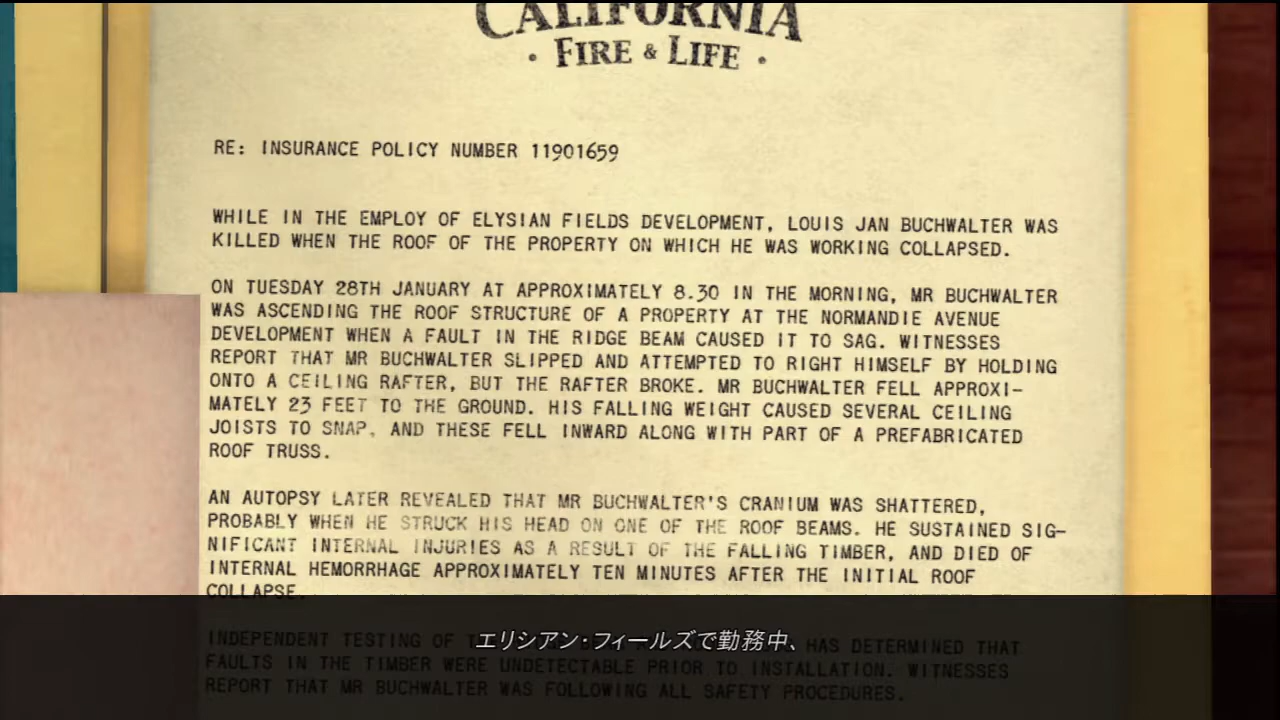 CALIFORNIA
· FIRE & LIFE ·
RE: INSURANCE POLICY NUMBER 11901659
WHILE IN THE EMPLOY OF ELYSIAN FIELDS DEVELOPMENT, LOUIS JAN BUCHWALTER WAS
KILLED WHEN THE ROOF OF THE PROPERTY ON WHICH HE WAS WORKING COLLAPSED.
ON TUESDAY 28TH JANUARY AT APPROXIMATELY 8.30 IN THE MORNING, MR BUCHWALTER
WAS ASCENDING THE ROOF STRUCTURE OF A PROPERTY AT THE NORMANDIE AVENUE
DEVELOPMENT WHEN A FAULT IN THE RIDGE BEAM CAUSED IT TO SAG. WITNESSES
REPORT THAT MR BUCHWALTER SLIPPED AND ATTEMPTED TO RIGHT HIMSELF BY HOLDING
ONTO A CEILING RAFTER, BUT THE RAFTER BROKE. MR BUCHWALTER FELL APPROXI-
MATELY 23 FEET TO THE GROUND. HIS FALLING WEIGHT CAUSED SEVERAL CEILING
JOISTS TO SNAP, AND THESE FELL INWARD ALONG WITH PART OF A PREFABRICATED
ROOF TRUSS.
AN AUTOPSY LATER REVEALED THAT MR BUCHWALTER'S CRANIUM WAS SHATTERED,
PROBABLY WHEN HE STRUCK HIS HEAD ON ONE OF THE ROOF BEAMS. HE SUSTAINED SIG-
NIFICANT INTERNAL INJURIES AS A RESULT OF THE FALLING TIMBER, AND DIED OF
INTERNAL HEMORRHAGE APPROXIMATELY TEN MINUTES AFTER THE INITIAL ROOF
COLLAPSE.
INDEPENDENT TESTING OF HAS DETERMINED THAT
エリシアン・フィールズで勤務中、
FAULTS IN THE TIMBER WERE UNDETECTABLE PRIOR TO INSTALLATION. WITNESSES
REPORT THAT MR BUCHWALTER WAS FOLLOWING ALL SAFETY PROCEDURES.